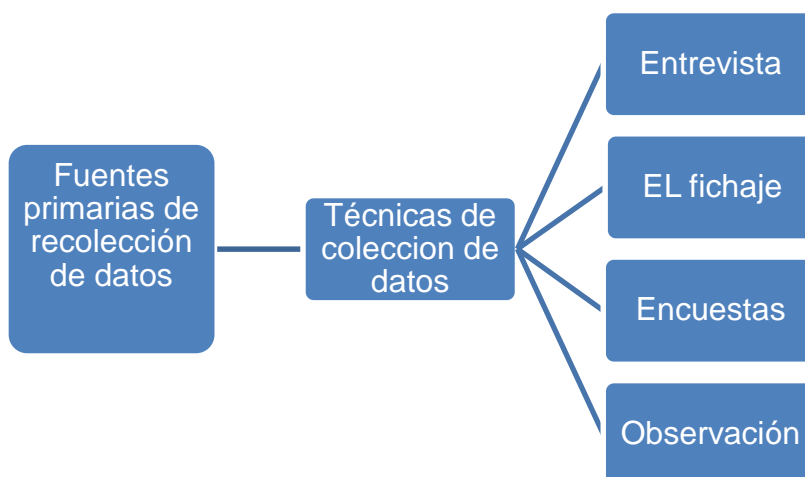 Fuentes
primarias de
recolección
de datos
Técnicas de
coleccion de
datos
Entrevista
EL fichaje
Encuestas
Observación